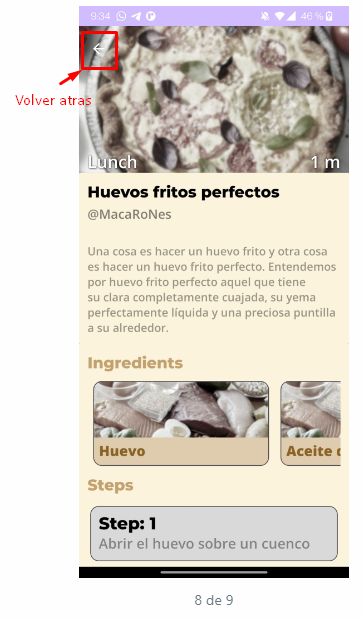 9:34
46 %
Volver atras
Lunch
1 m
Huevos fritos perfectos
@MacaRoNes
Una cosa es hacer un huevo frito y otra cosa
es hacer un huevo frito perfecto. Entendemos
por huevo frito perfecto aquel que tiene
su clara completamente cuajada, su yema
perfectamente líquida y una preciosa puntilla
a su alrededor.
Ingredients
Huevo
Aceite
Steps
Step: 1
Abrir el huevo sobre un cuenco
8 de 9